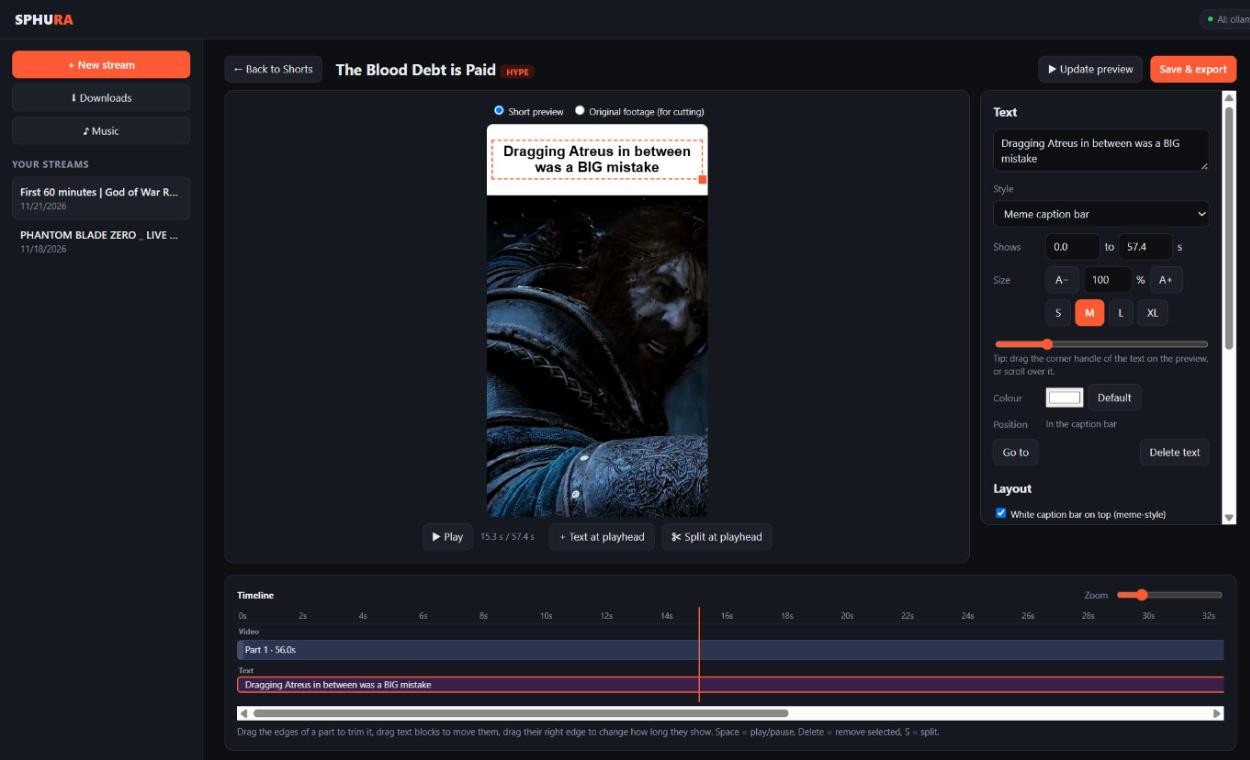 SPHURA
AI: ollam
+ New stream
⬇ Downloads
♪ Music
YOUR STREAMS
First 60 minutes | God of War R...
11/21/2026
PHANTOM BLADE ZERO _ LIVE ...
11/18/2026
← Back to Shorts
The Blood Debt is Paid HYPE
▶ Update preview
Save & export
Short preview
Original footage (for cutting)
Dragging Atreus in between
was a BIG mistake
▶ Play
15.3 s / 57.4 s
+ Text at playhead
✂ Split at playhead
Text
Dragging Atreus in between was a BIG
mistake
Style
Meme caption bar
Shows 0.0 to 57.4 s
Size A− 100 % A+
S M L XL
Tip: drag the corner handle of the text on the preview,
or scroll over it.
Colour Default
Position In the caption bar
Go to
Delete text
Layout
White caption bar on top (meme-style)
Timeline
Zoom
0s 2s 4s 6s 8s 10s 12s 14s 16s 18s 20s 22s 24s 26s 28s 30s 32s
Video
Part 1 · 56.0s
Text
Dragging Atreus in between was a BIG mistake
Drag the edges of a part to trim it, drag text blocks to move them, drag their right edge to change how long they show. Space = play/pause, Delete = remove selected, S = split.